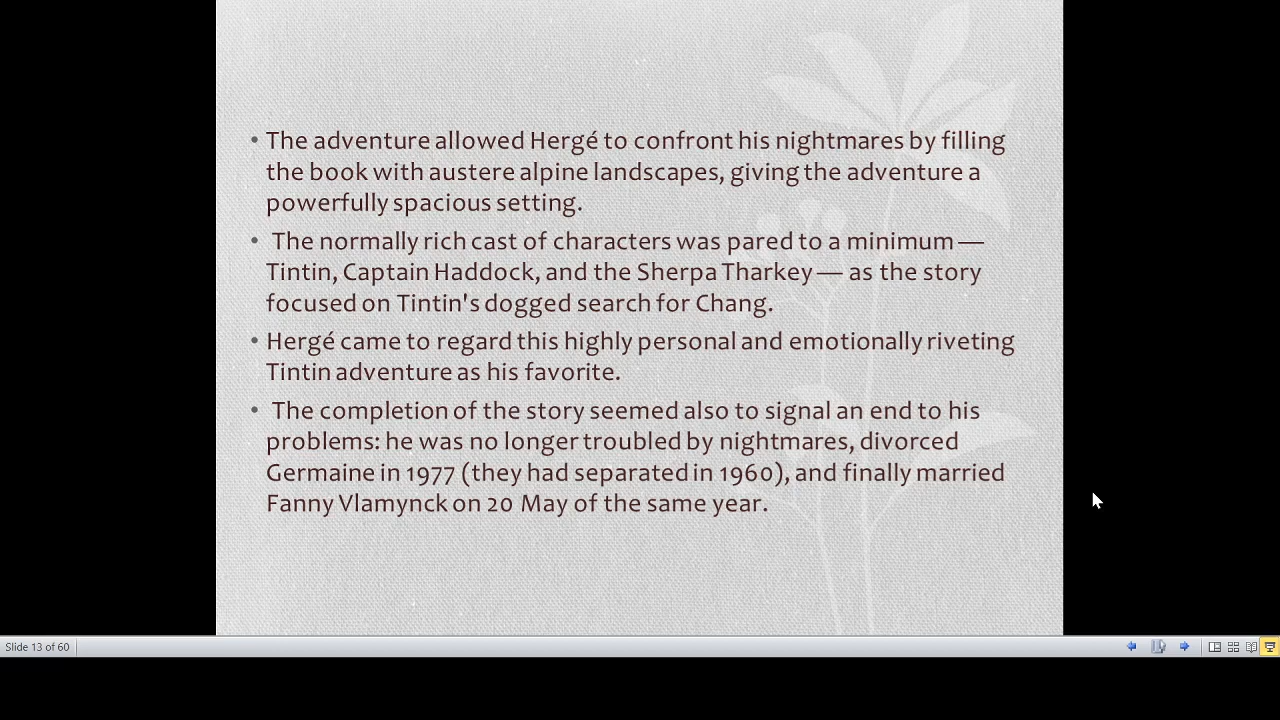 • The adventure allowed Hergé to confront his nightmares by filling
the book with austere alpine landscapes, giving the adventure a
powerfully spacious setting.
• The normally rich cast of characters was pared to a minimum —
Tintin, Captain Haddock, and the Sherpa Tharkey — as the story
focused on Tintin's dogged search for Chang.
• Hergé came to regard this highly personal and emotionally riveting
Tintin adventure as his favorite.
• The completion of the story seemed also to signal an end to his
problems: he was no longer troubled by nightmares, divorced
Germaine in 1977 (they had separated in 1960), and finally married
Fanny Vlamynck on 20 May of the same year.
Slide 13 of 60